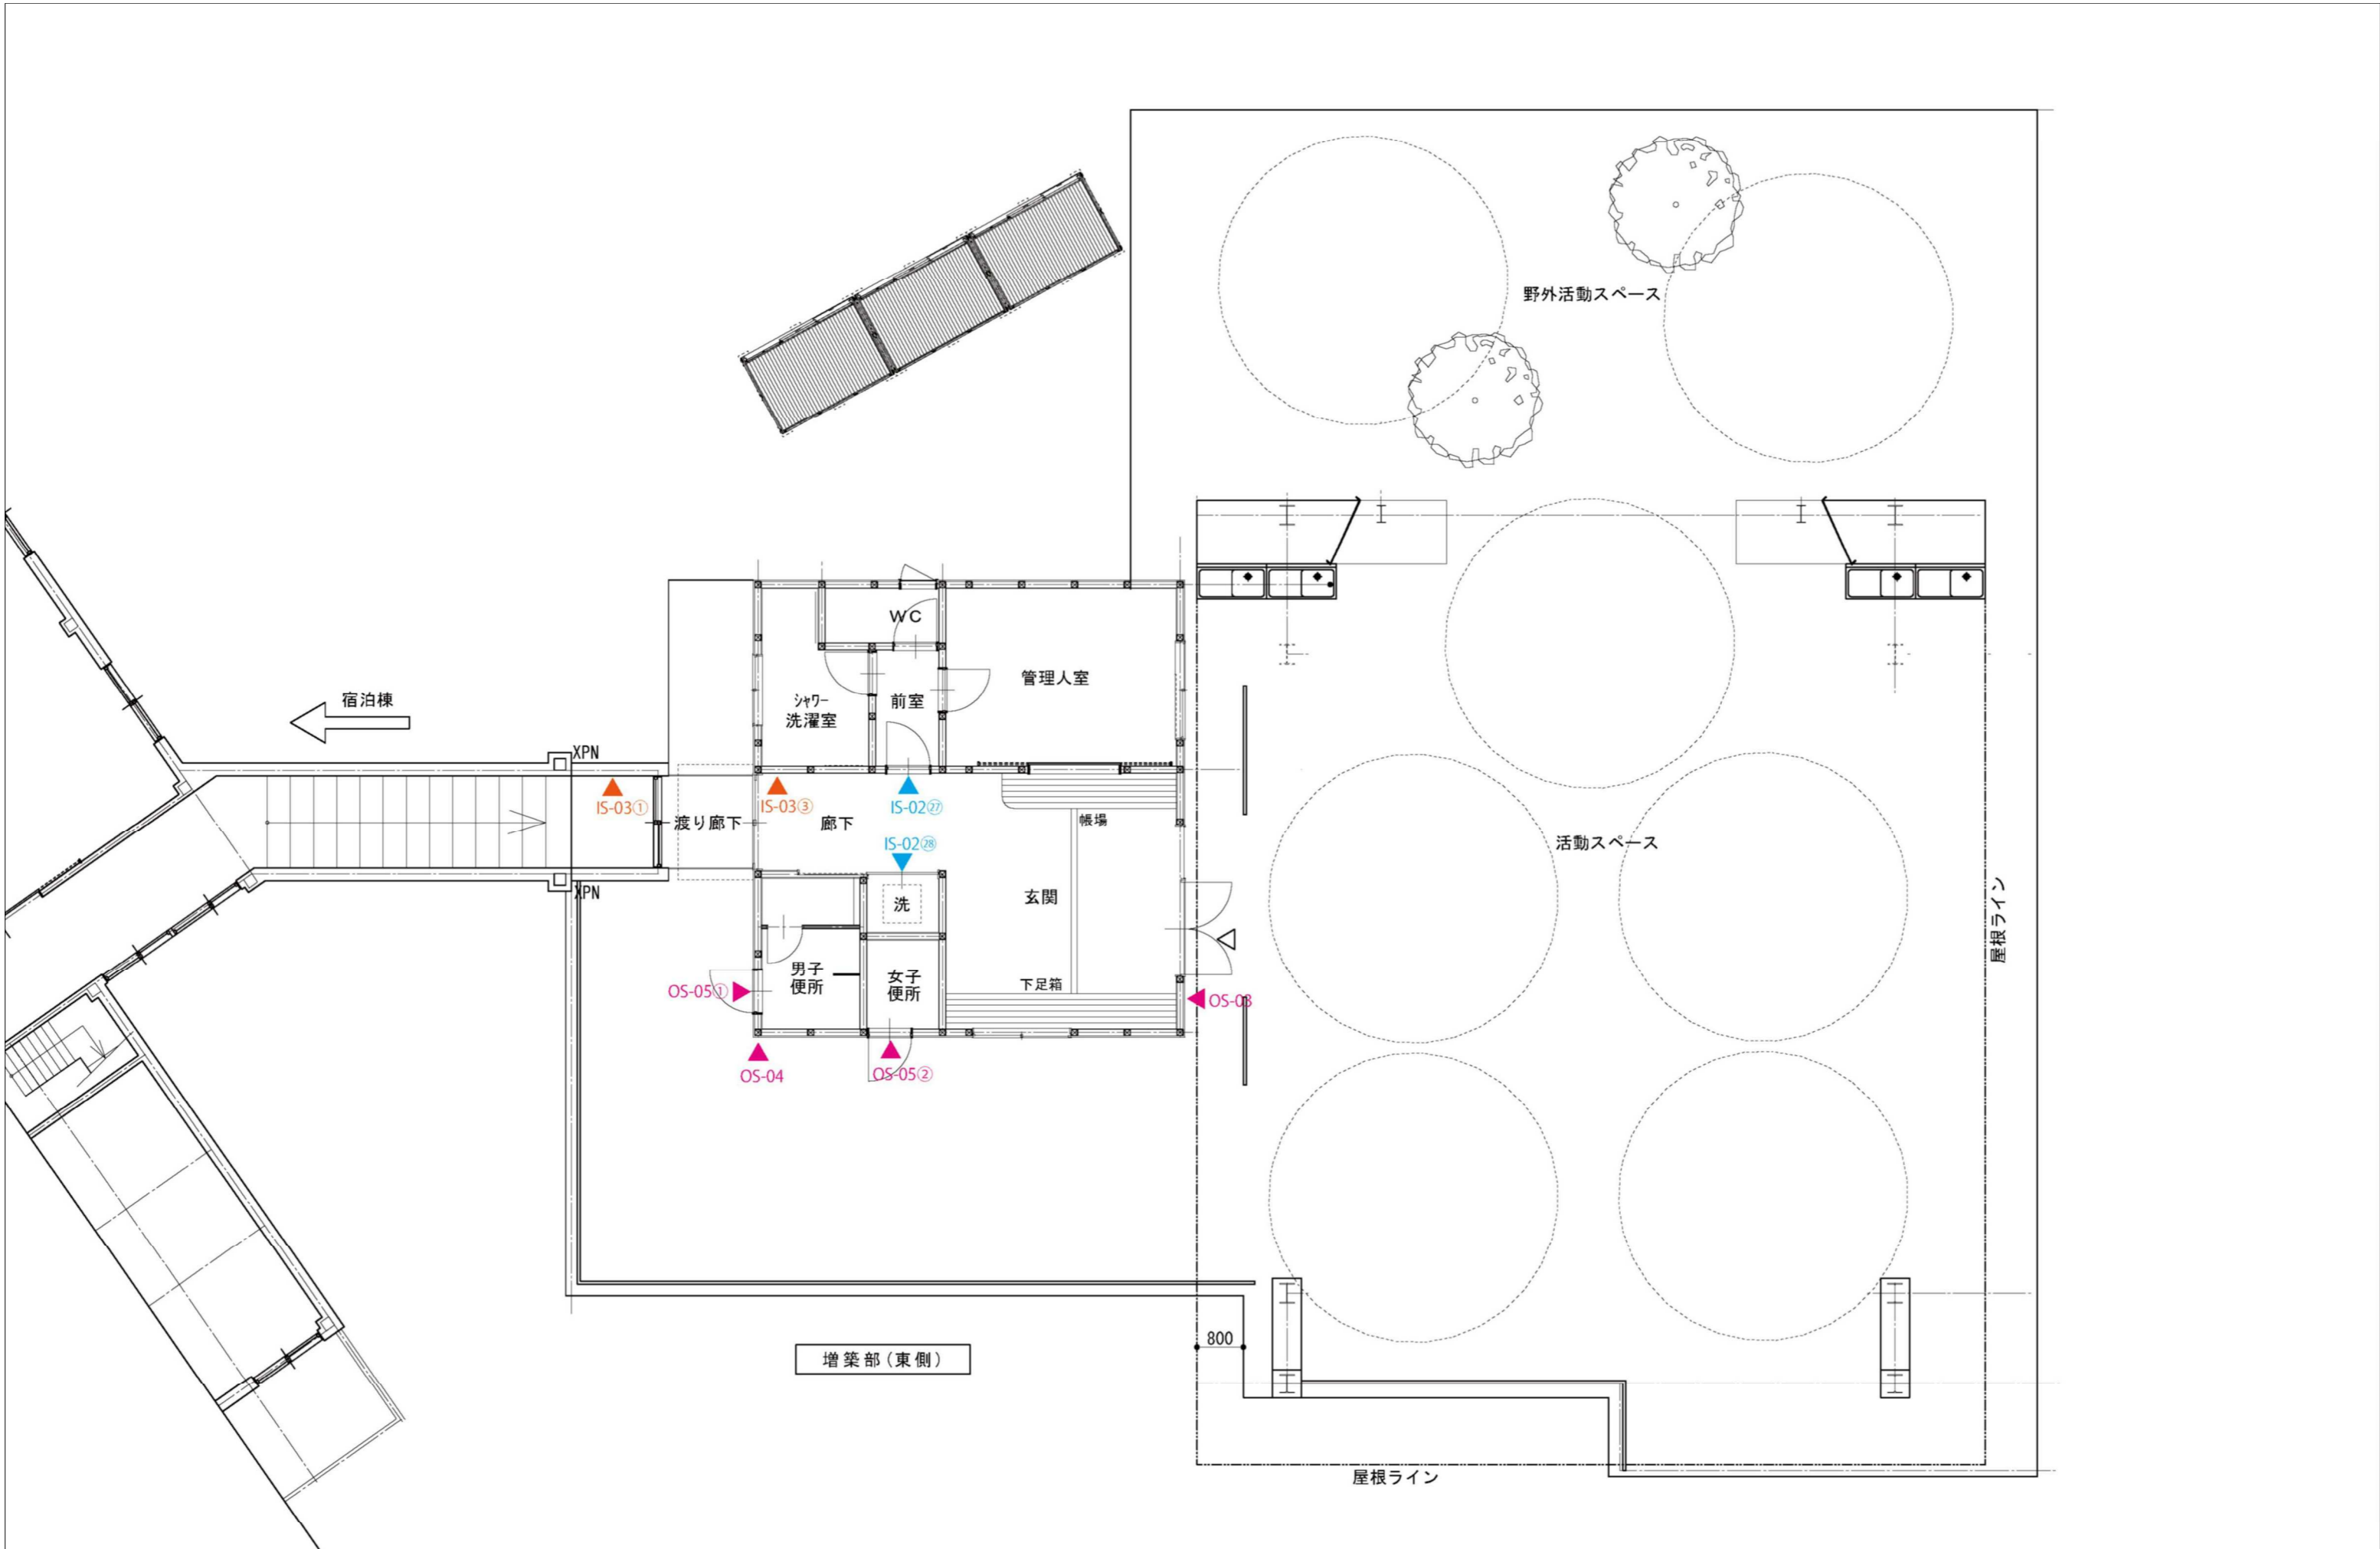 野外活動スペース
WC
管理人室
シャワー
洗濯室
前室
宿泊棟
XPN
IS-03①
IS-03③
IS-02㉗
渡り廊下
廊下
帳場
IS-02㉘
活動スペース
XPN
洗
玄関
屋根ライン
男子
便所
女子
便所
下足箱
OS-05①
OS-03
OS-04
OS-05②
800
増築部(東側)
屋根ライン